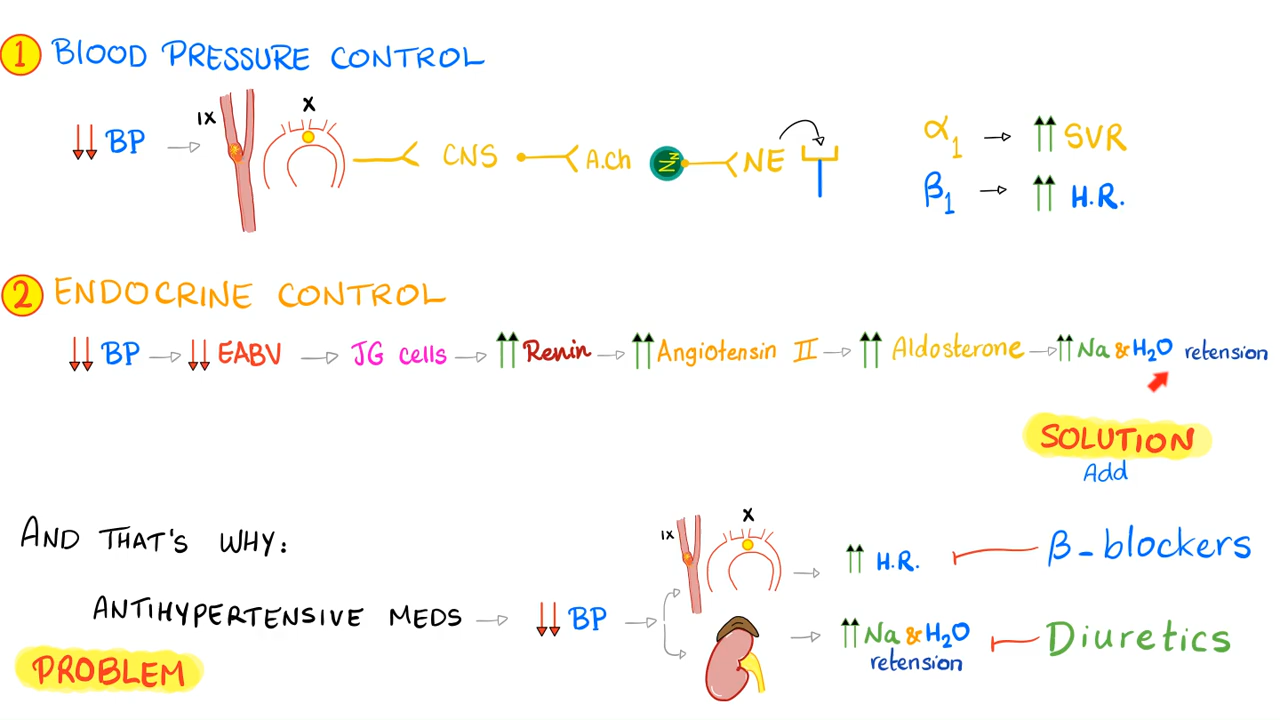 1 BLOOD PRESSURE CONTROL
↓↓ BP → IX X CNS A.Ch NN NE
α1 → ↑↑ SVR
β1 → ↑↑ H.R.
2 ENDOCRINE CONTROL
↓↓ BP → ↓↓ EABV → JG cells → ↑↑ Renin → ↑↑ Angiotensin II → ↑↑ Aldosterone → ↑↑ Na & H2O retension
SOLUTION
Add
AND THAT'S WHY:
ANTIHYPERTENSIVE MEDS → ↓↓ BP →
IX X → ↑↑ H.R.
β-blockers
→ ↑↑ Na & H2O
retension
Diuretics
PROBLEM